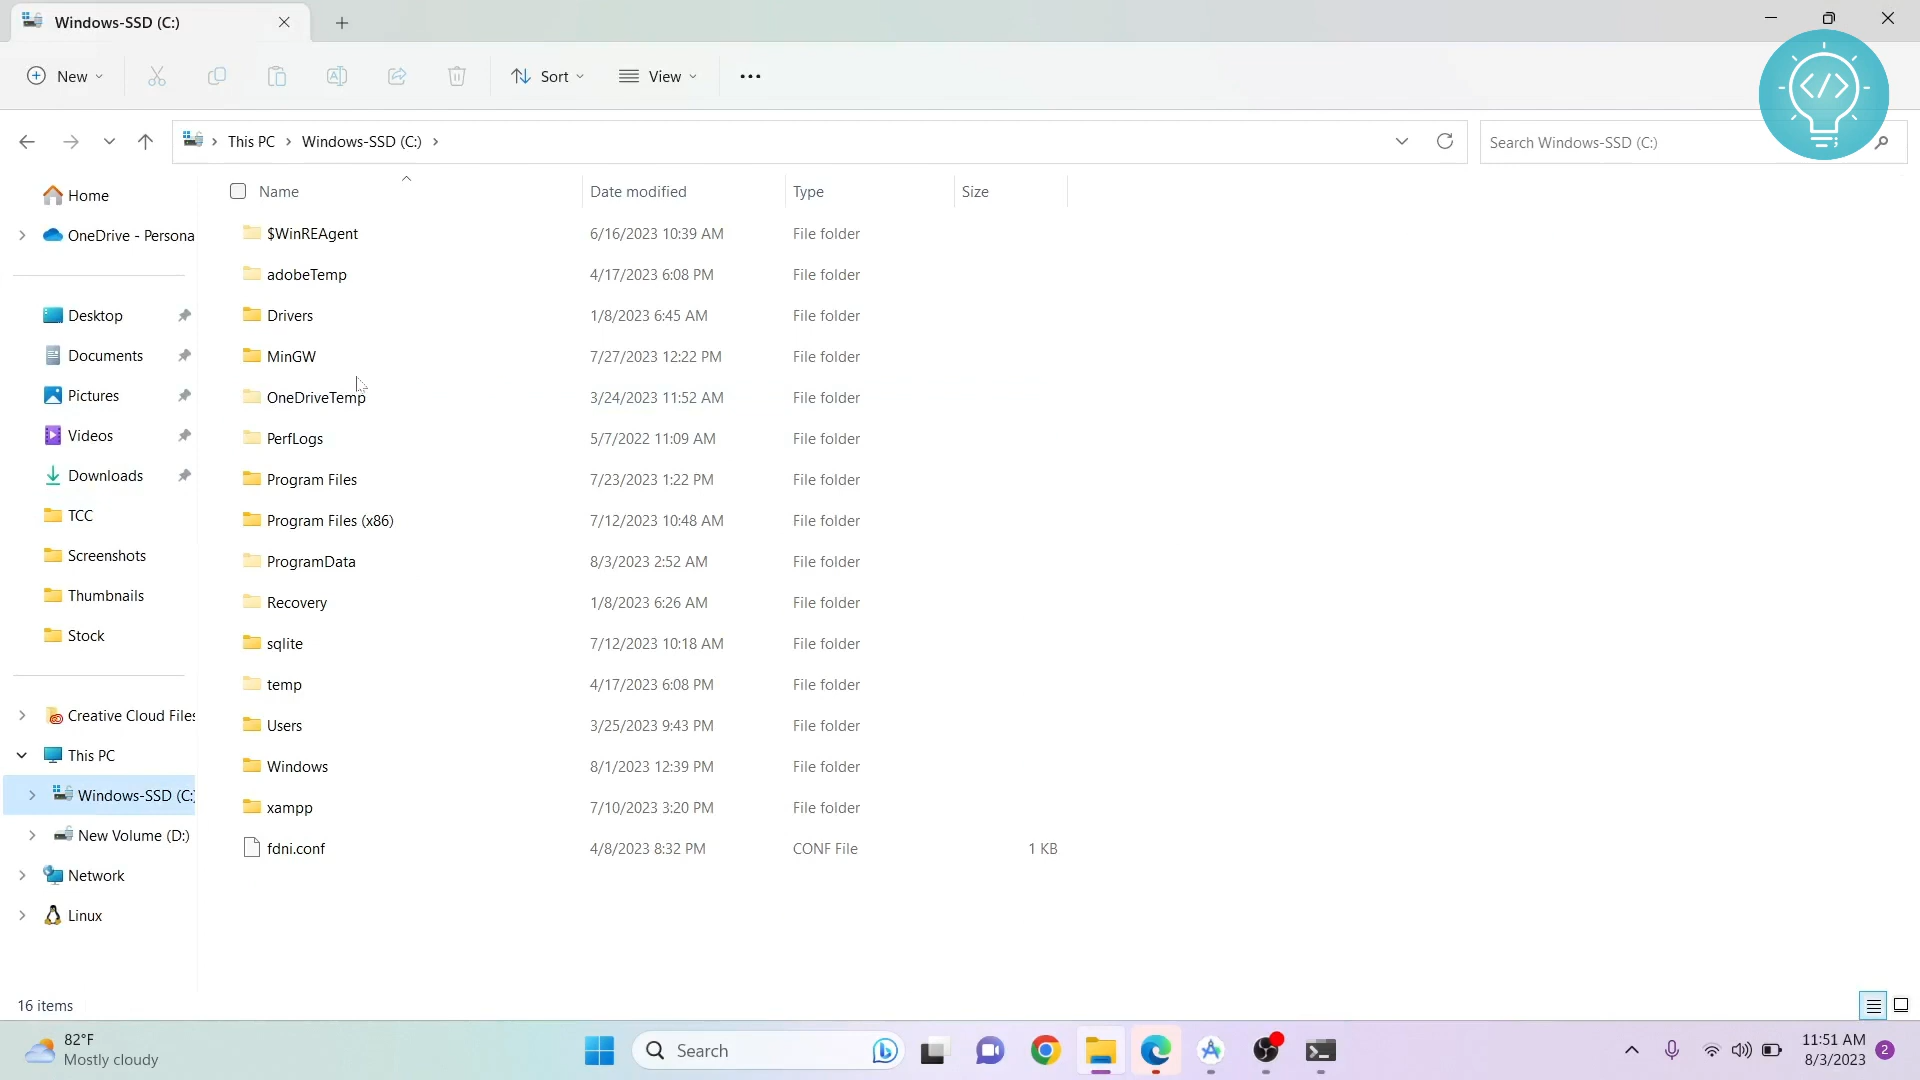 Windows-SSD (C:)
New
Sort
View
This PC
Windows-SSD (C:)
Search Windows-SSD (C:)
</>
Name Date modified Type Size
Home
OneDrive - Persona
Desktop
Documents
Pictures
Videos
Downloads
TCC
Screenshots
Thumbnails
Stock
Creative Cloud Files
This PC
Windows-SSD (C:)
New Volume (D:)
Network
Linux
$WinREAgent 6/16/2023 10:39 AM File folder
adobeTemp 4/17/2023 6:08 PM File folder
Drivers 1/8/2023 6:45 AM File folder
MinGW 7/27/2023 12:22 PM File folder
OneDriveTemp 3/24/2023 11:52 AM File folder
PerfLogs 5/7/2022 11:09 AM File folder
Program Files 7/23/2023 1:22 PM File folder
Program Files (x86) 7/12/2023 10:48 AM File folder
ProgramData 8/3/2023 2:52 AM File folder
Recovery 1/8/2023 6:26 AM File folder
sqlite 7/12/2023 10:18 AM File folder
temp 4/17/2023 6:08 PM File folder
Users 3/25/2023 9:43 PM File folder
Windows 8/1/2023 12:39 PM File folder
xampp 7/10/2023 3:20 PM File folder
fdni.conf 4/8/2023 8:32 PM CONF File 1 KB
16 items
82°F
Mostly cloudy
Search
11:51 AM
8/3/2023
2